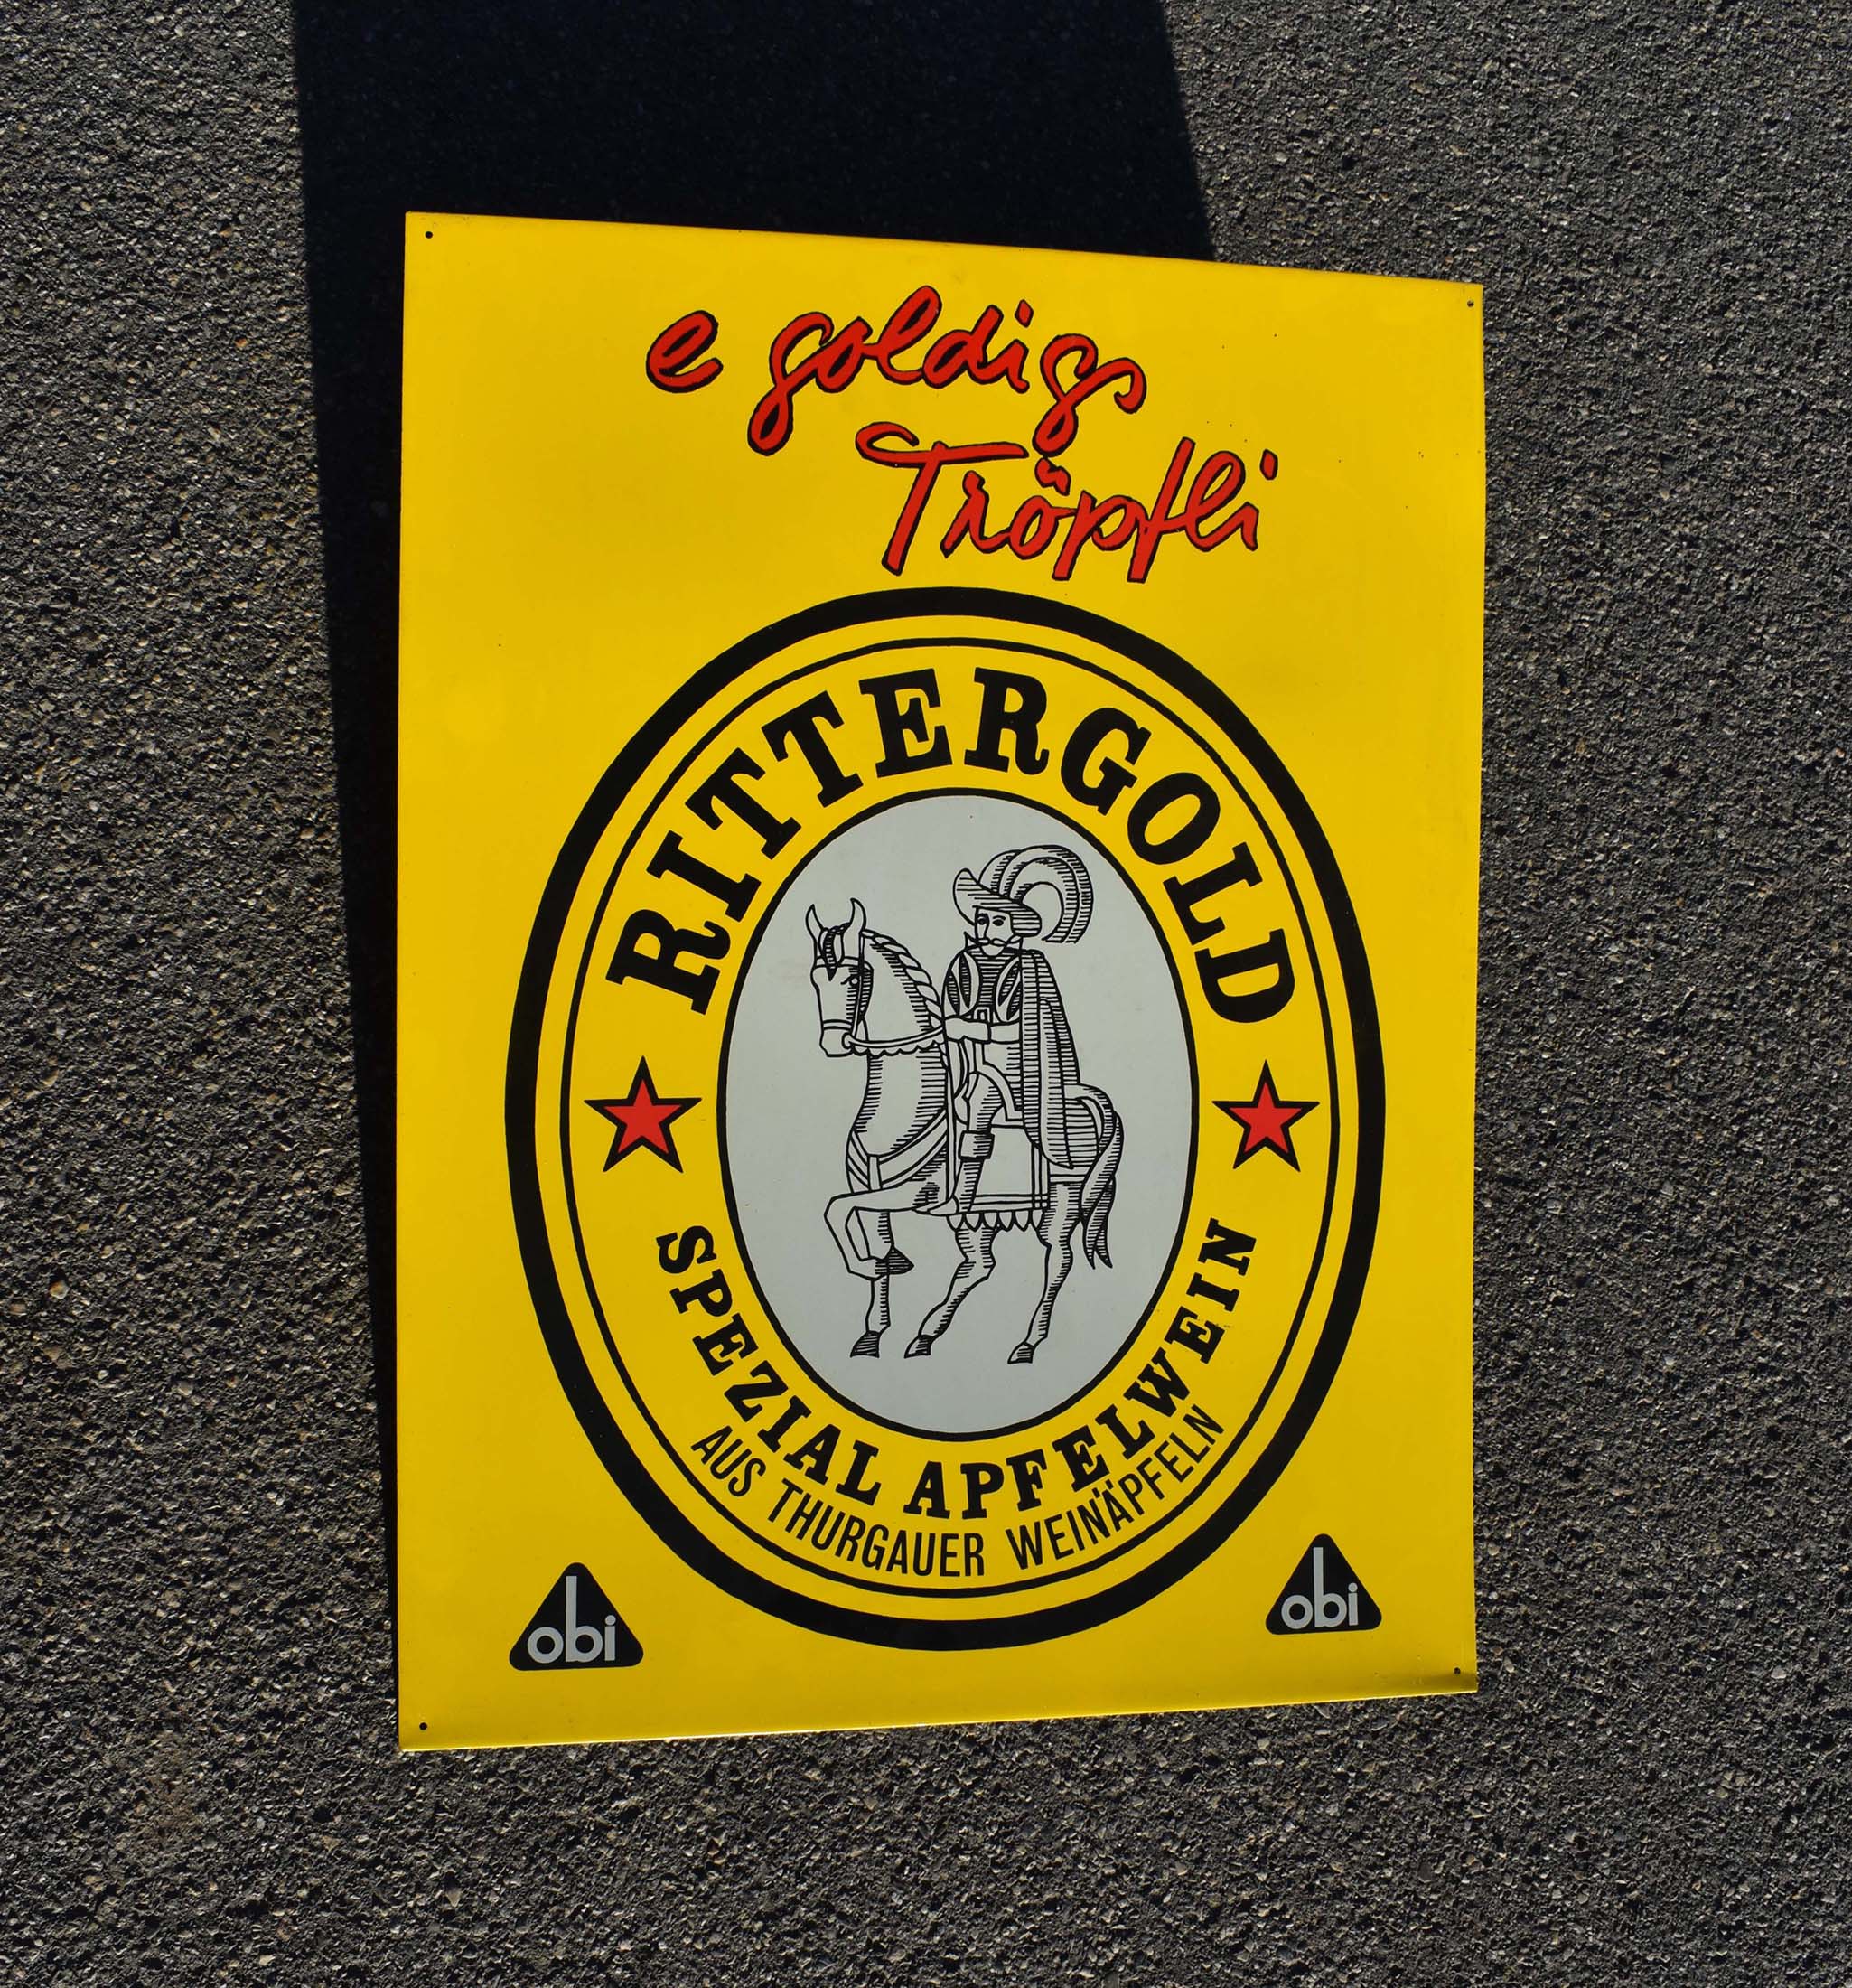 e goldigs
Tröpfli
RITTERGOLD
SPEZIAL APFELWEIN
AUS THURGAUER WEINÄPFELN
obi
obi